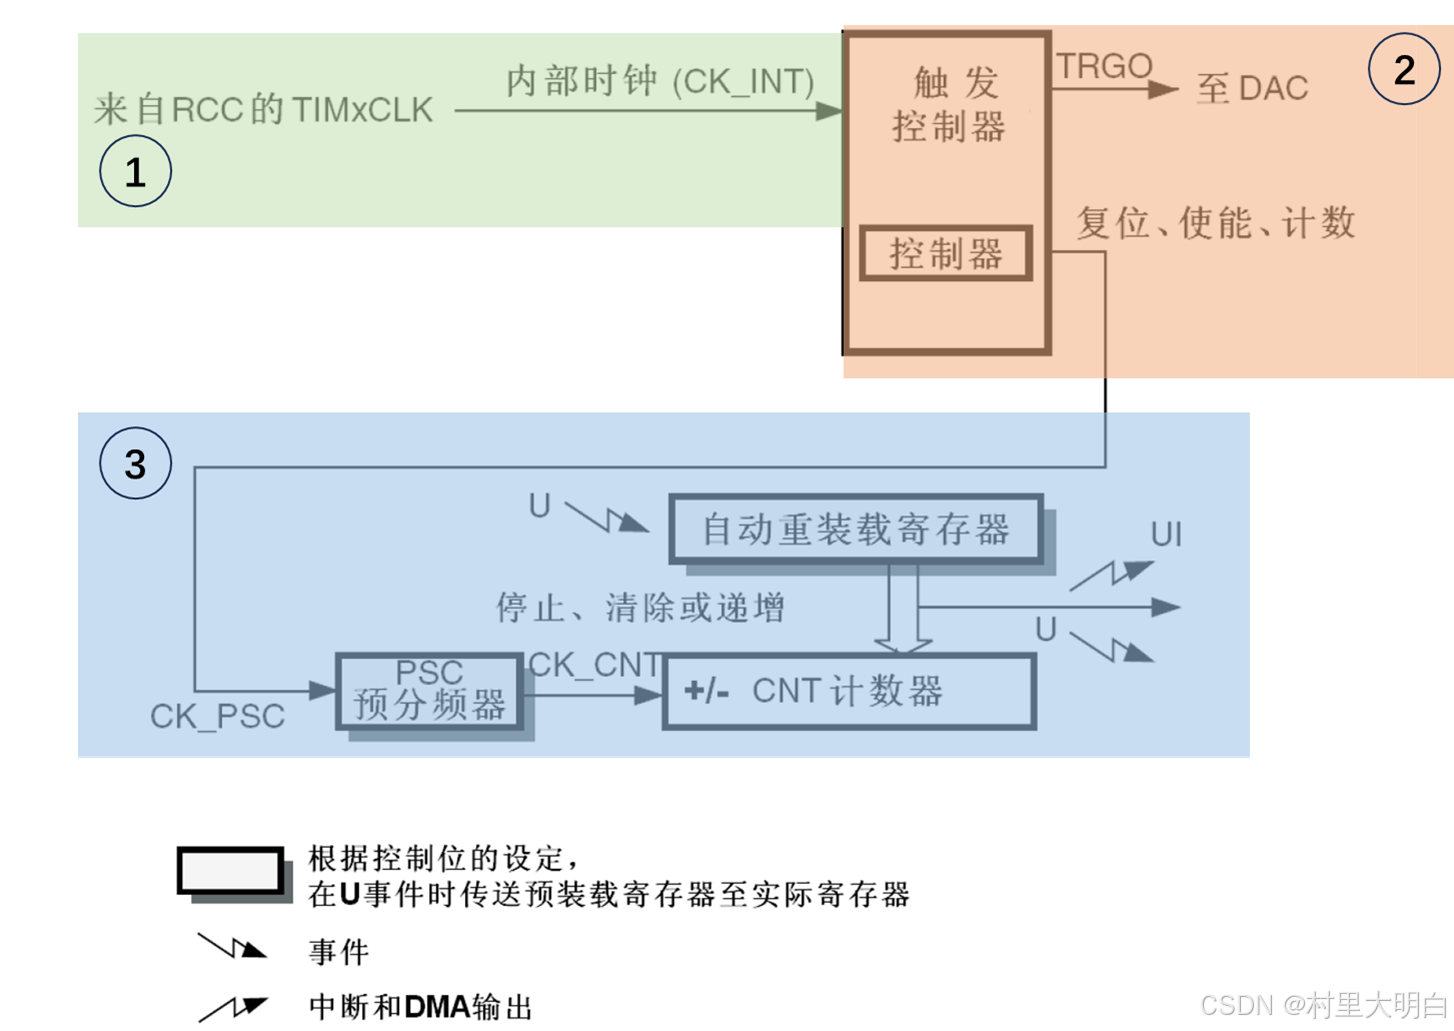 来自RCC的TIMxCLK
内部时钟 (CK_INT)
1
触发
控制器
控制器
TRGO
至DAC
2
复位、使能、计数
3
U
自动重装载寄存器
UI
停止、清除或递增
U
CK_PSC
PSC
预分频器
CK_CNT
+/- CNT 计数器
根据控制位的设定，
在U事件时传送预装载寄存器至实际寄存器
事件
中断和DMA输出
CSDN @村里大明白